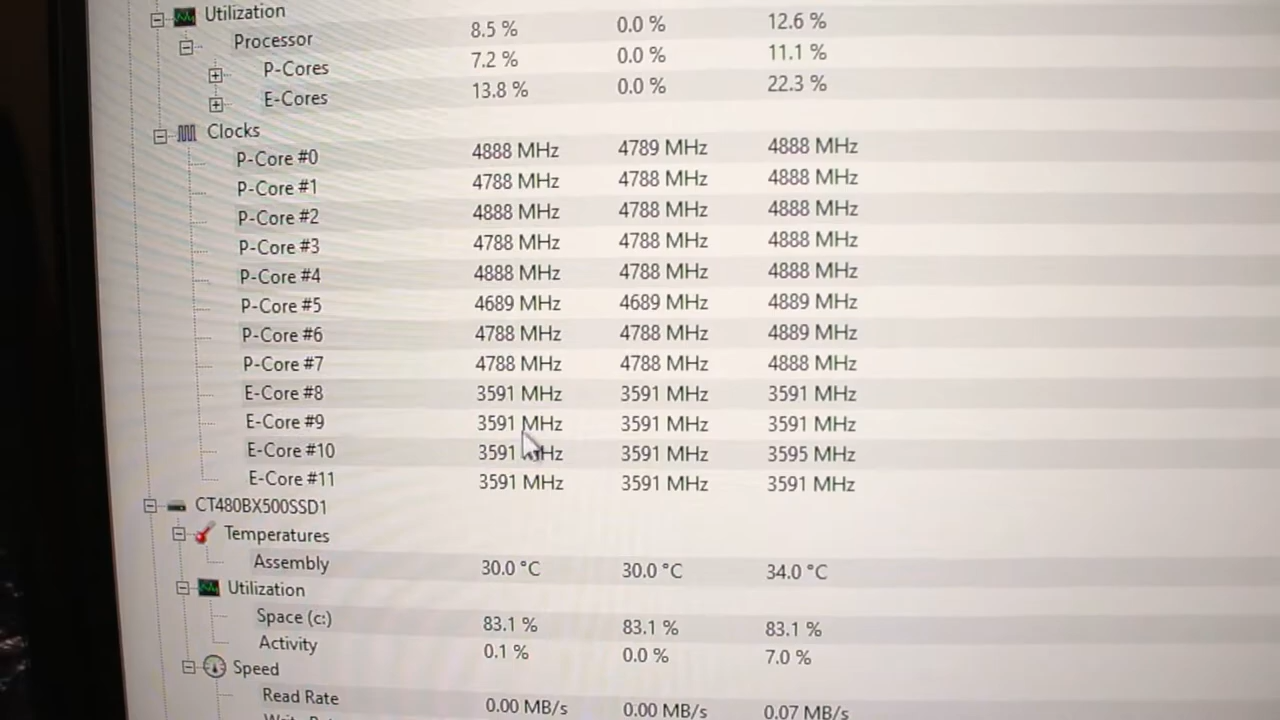 Utilization
Processor 8.5 % 0.0 % 12.6 %
P-Cores 7.2 % 0.0 % 11.1 %
E-Cores 13.8 % 0.0 % 22.3 %
Clocks
P-Core #0 4888 MHz 4789 MHz 4888 MHz
P-Core #1 4788 MHz 4788 MHz 4888 MHz
P-Core #2 4888 MHz 4788 MHz 4888 MHz
P-Core #3 4788 MHz 4788 MHz 4888 MHz
P-Core #4 4888 MHz 4788 MHz 4888 MHz
P-Core #5 4689 MHz 4689 MHz 4889 MHz
P-Core #6 4788 MHz 4788 MHz 4889 MHz
P-Core #7 4788 MHz 4788 MHz 4888 MHz
E-Core #8 3591 MHz 3591 MHz 3591 MHz
E-Core #9 3591 MHz 3591 MHz 3591 MHz
E-Core #10 3591 MHz 3591 MHz 3595 MHz
E-Core #11 3591 MHz 3591 MHz 3591 MHz
CT480BX500SSD1
Temperatures
Assembly 30.0 °C 30.0 °C 34.0 °C
Utilization
Space (c:) 83.1 % 83.1 % 83.1 %
Activity 0.1 % 0.0 % 7.0 %
Speed
Read Rate 0.00 MB/s 0.00 MB/s 0.07 MB/s